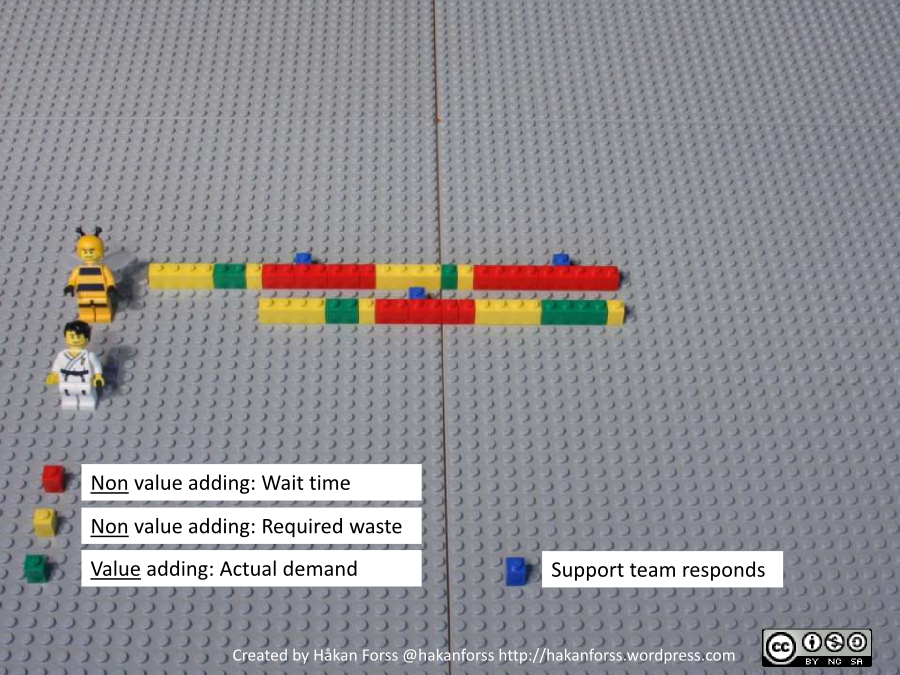 Non value adding: Wait time
Non value adding: Required waste
Value adding: Actual demand
Support team responds
Created by Håkan Forss @hakanforss http://hakanforss.wordpress.com
cc
BY NC SA